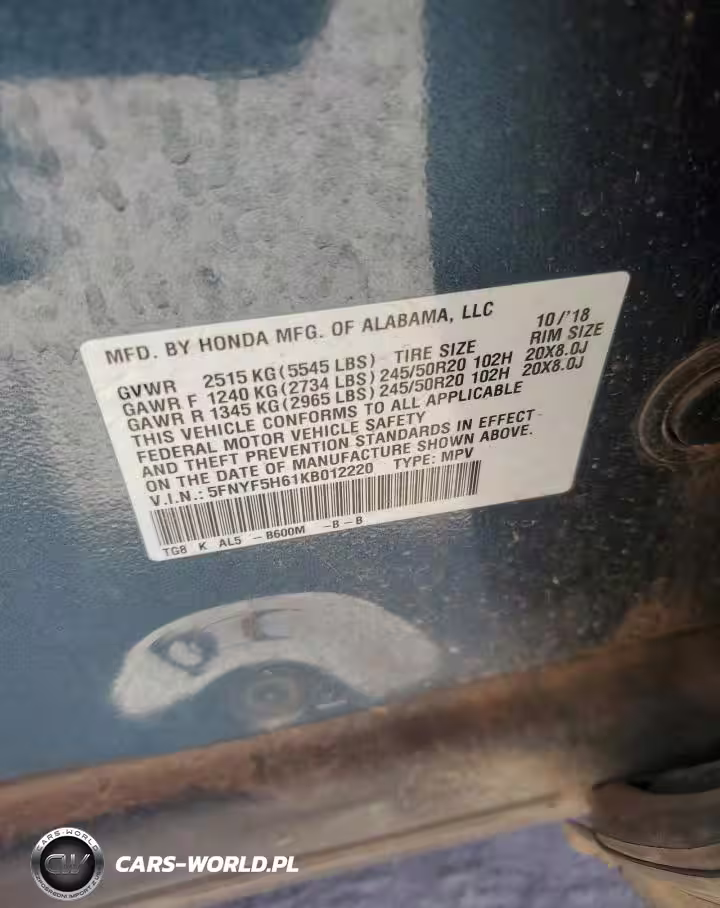 MFD. BY HONDA MFG. OF ALABAMA, LLC 10/'18
GVWR 2515 KG(5545 LBS) TIRE SIZE RIM SIZE
GAWR F 1240 KG(2734 LBS)245/50R20 102H 20X8.0J
GAWR R 1345 KG(2965 LBS)245/50R20 102H 20X8.0J
THIS VEHICLE CONFORMS TO ALL APPLICABLE
FEDERAL MOTOR VEHICLE SAFETY
AND THEFT PREVENTION STANDARDS IN EFFECT
ON THE DATE OF MANUFACTURE SHOWN ABOVE.
V.I.N.:5FNYF5H61KB012220 TYPE: MPV
TG8 K AL5 -B600M -B-B
CARS-WORLD
CW
CARS-WORLD.PL